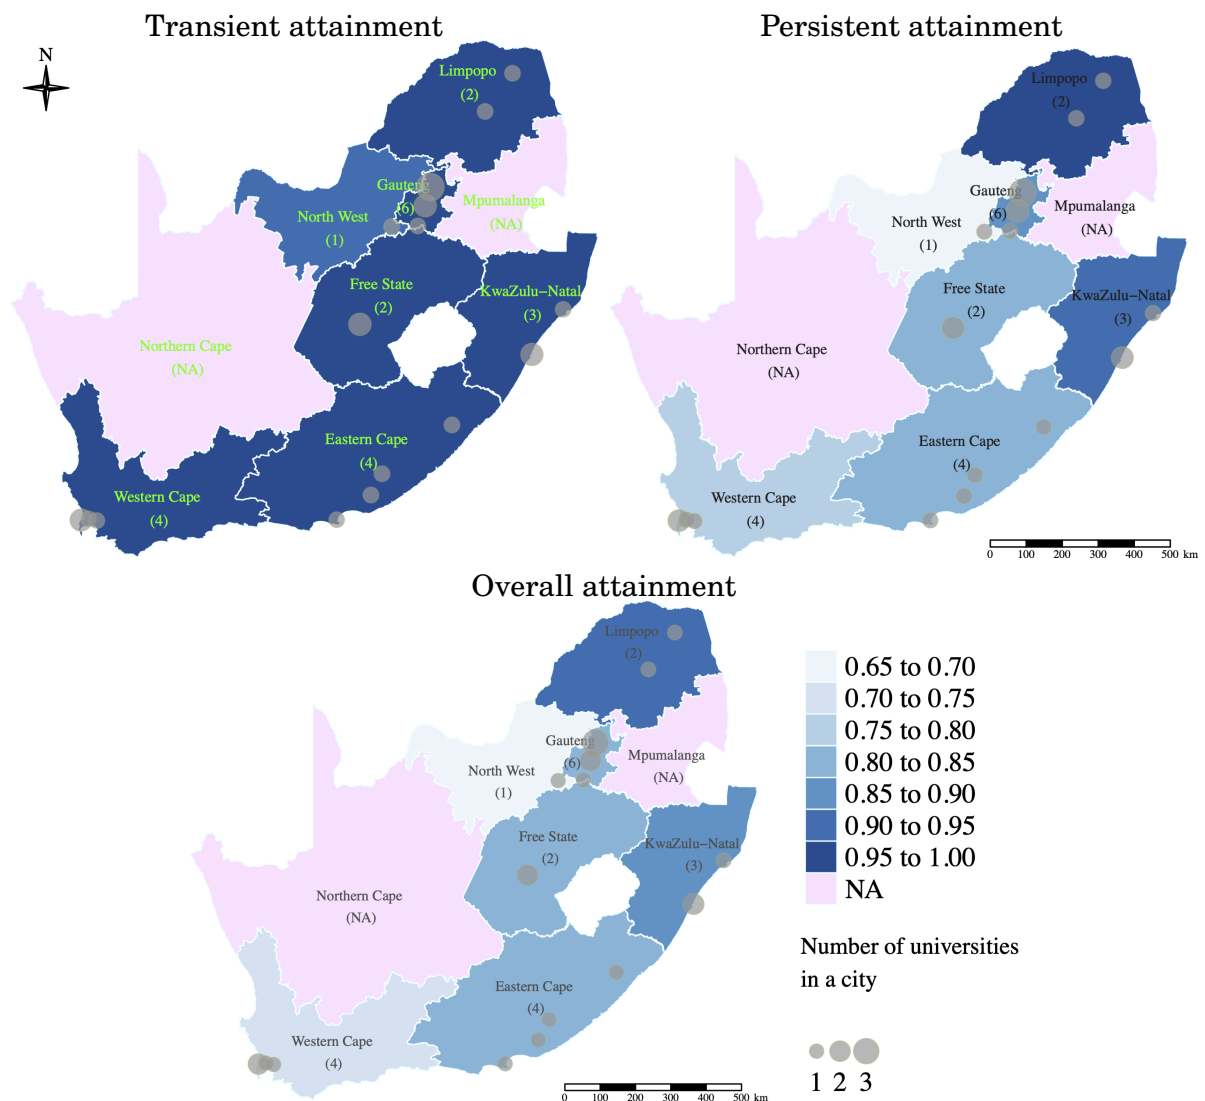 Transient attainment
N
Limpopo
(2)
Gauteng
(6)
North West
(1)
Mpumalanga
(NA)
Free State
(2)
KwaZulu–Natal
(3)
Northern Cape
(NA)
Eastern Cape
(4)
Western Cape
(4)
Persistent attainment
Limpopo
(2)
Gauteng
(6)
North West
(1)
Mpumalanga
(NA)
Free State
(2)
KwaZulu–Natal
(3)
Northern Cape
(NA)
Eastern Cape
(4)
Western Cape
(4)
0 100 200 300 400 500 km
Overall attainment
Limpopo
(2)
Gauteng
(6)
North West
(1)
Mpumalanga
(NA)
Free State
(2)
KwaZulu–Natal
(3)
Northern Cape
(NA)
Eastern Cape
(4)
Western Cape
(4)
0 100 200 300 400 500 km
0.65 to 0.70
0.70 to 0.75
0.75 to 0.80
0.80 to 0.85
0.85 to 0.90
0.90 to 0.95
0.95 to 1.00
NA
Number of universities
in a city
1 2 3